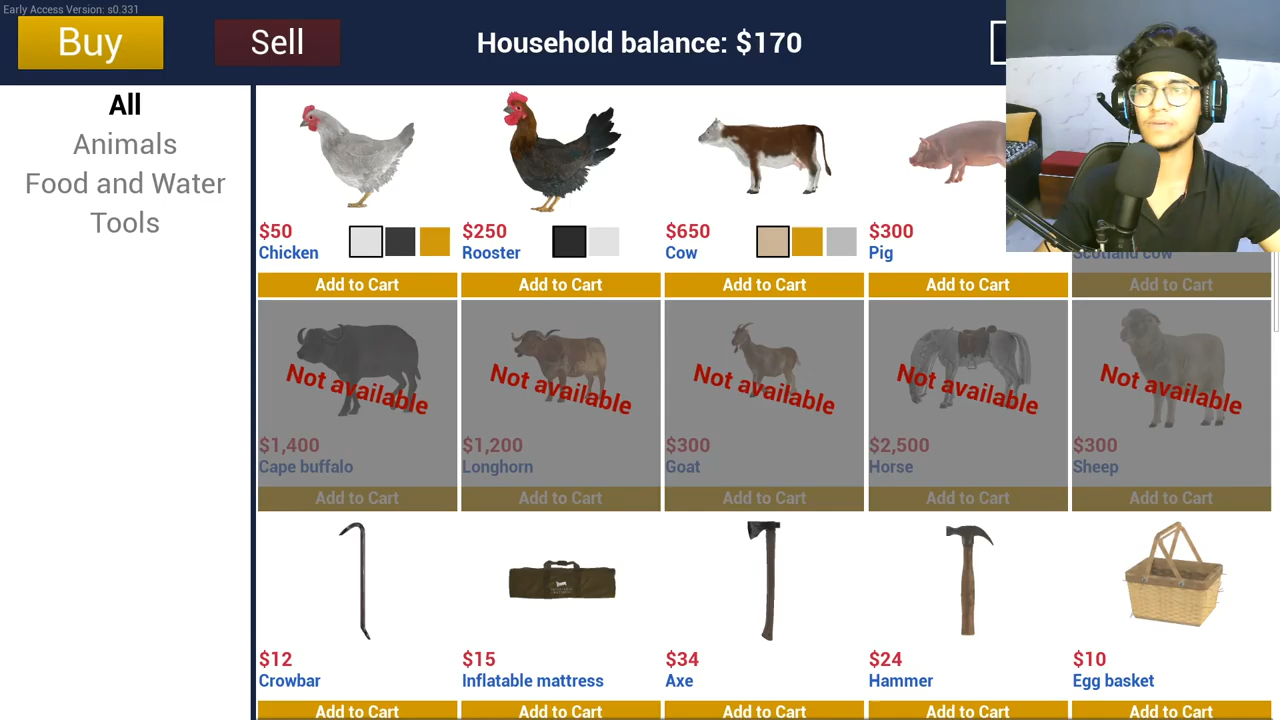 Early Access Version: s0.331
Buy
Sell
Household balance: $170
All
Animals
Food and Water
Tools
$50
Chicken
$250
Rooster
$650
Cow
$300
Pig
Scotland cow
Add to Cart
Add to Cart
Add to Cart
Add to Cart
Add to Cart
Not available
Not available
Not available
Not available
Not available
$1,400
Cape buffalo
$1,200
Longhorn
$300
Goat
$2,500
Horse
$300
Sheep
Add to Cart
Add to Cart
Add to Cart
Add to Cart
Add to Cart
$12
Crowbar
$15
Inflatable mattress
$34
Axe
$24
Hammer
$10
Egg basket
Add to Cart
Add to Cart
Add to Cart
Add to Cart
Add to Cart